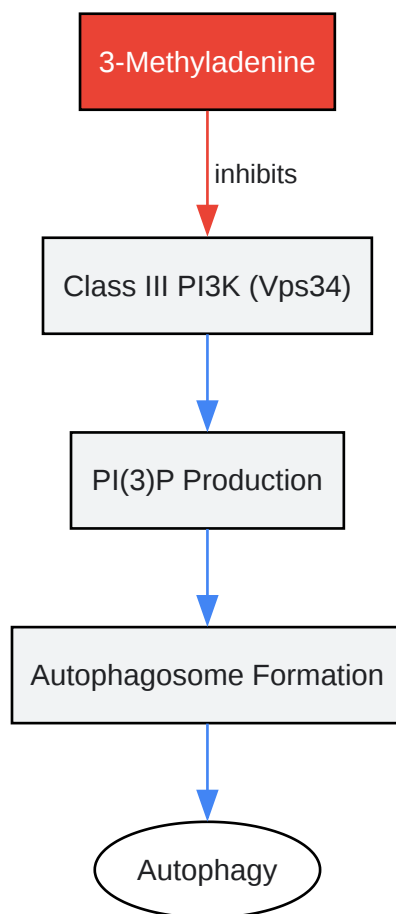 3-Methyladenine
inhibits
Class III PI3K (Vps34)
PI(3)P Production
Autophagosome Formation
Autophagy